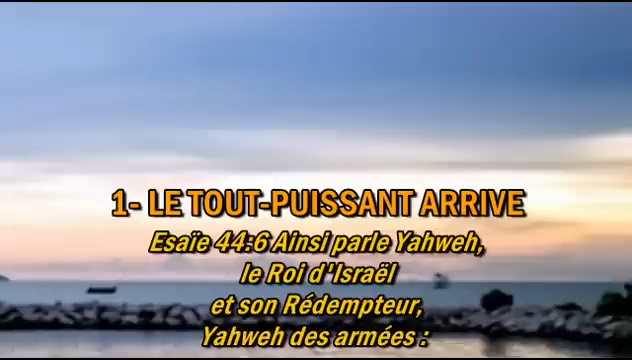 1- LE TOUT-PUISSANT ARRIVE
Esaïe 44:6 Ainsi parle Yahweh,
le Roi d'Israël
et son Rédempteur,
Yahweh des armées :